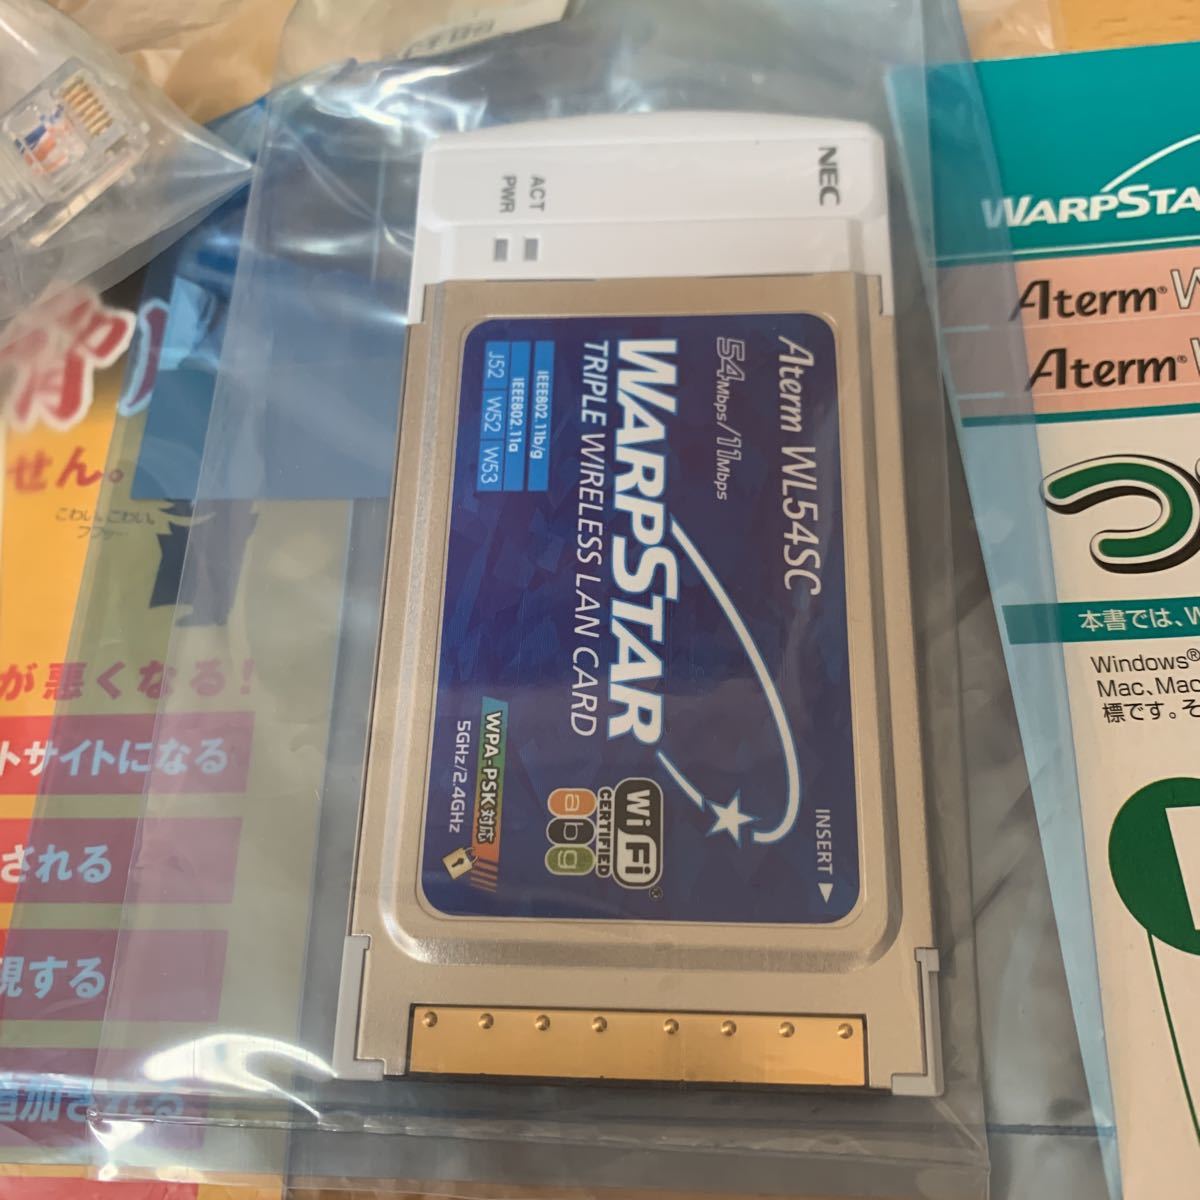 NEC
ACT
PWR
Aterm WL54SC
54Mbps/11Mbps
WARPSTAR
TRIPLE WIRELESS LAN CARD
IEEE802.11b/g
IEEE802.11a
J52 W52 W53
INSERT ▶
Wi Fi ®
CERTIFIED
a b g
WPA-PSK対応
5GHz/2.4GHz
WARPSTA
Aterm® W
Aterm® W
つ
本書では、W
Windows®
Mac、Mac
標です。そ
せん。
こわい。こわい。
が悪くなる!
トサイトになる
される
現する
追加される